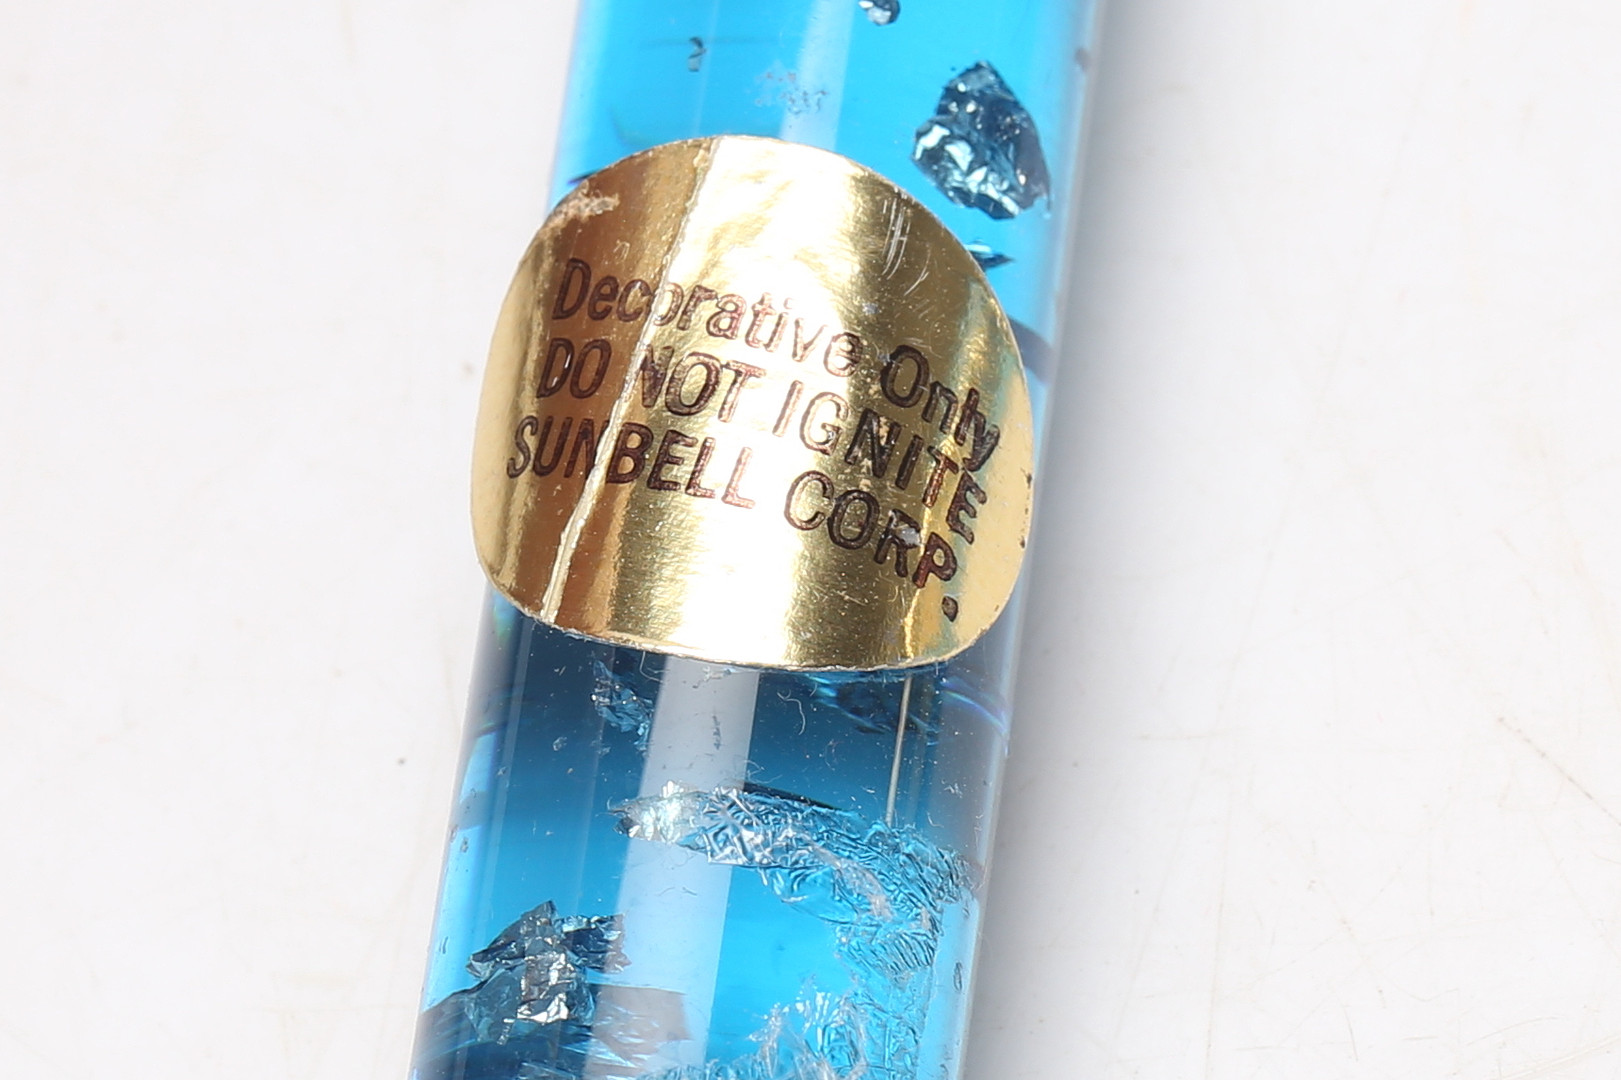 Decorative Only
DO NOT IGNITE
SUNBELL CORP.